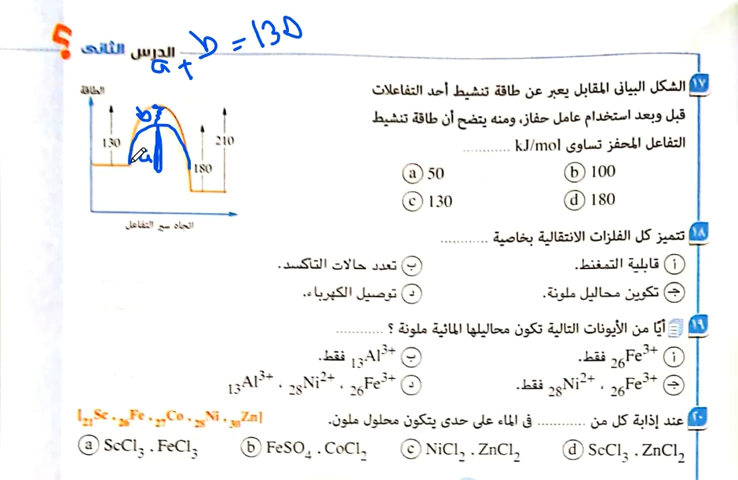 a + b = 130
الدرس الثانى
؟
١٧ الشكل البيانى المقابل يعبر عن طاقة تنشيط أحد التفاعلات
قبل وبعد استخدام عامل حفاز، ومنه يتضح أن طاقة تنشيط
التفاعل المحفز تساوى kJ/mol ............
a 50
b 100
c 130
d 180
الطاقة
b
a
130
180
210
اتجاه سير التفاعل
١٨ تتميز كل الفلزات الانتقالية بخاصية ............
أ قابلية التمغنط.
ب تعدد حالات التأكسد.
جـ تكوين محاليل ملونة.
د توصيل الكهرباء.
١٩ أيًا من الأيونات التالية تكون محاليلها المائية ملونة ؟ ............
أ ₂₆Fe³⁺ فقط.
ب ₁₃Al³⁺ فقط.
جـ ₂₆Fe³⁺ ، ₂₈Ni²⁺ فقط.
د ₂₆Fe³⁺ ، ₂₈Ni²⁺ ، ₁₃Al³⁺
٢٠ عند إذابة كل من ............ فى الماء على حدى يتكون محلول ملون.
[₂₁Sc ، ₂₆Fe ، ₂₇Co ، ₂₈Ni ، ₃₀Zn]
a ScCl₃ ، FeCl₃
b FeSO₄ ، CoCl₂
c NiCl₂ ، ZnCl₂
d ScCl₃ ، ZnCl₂